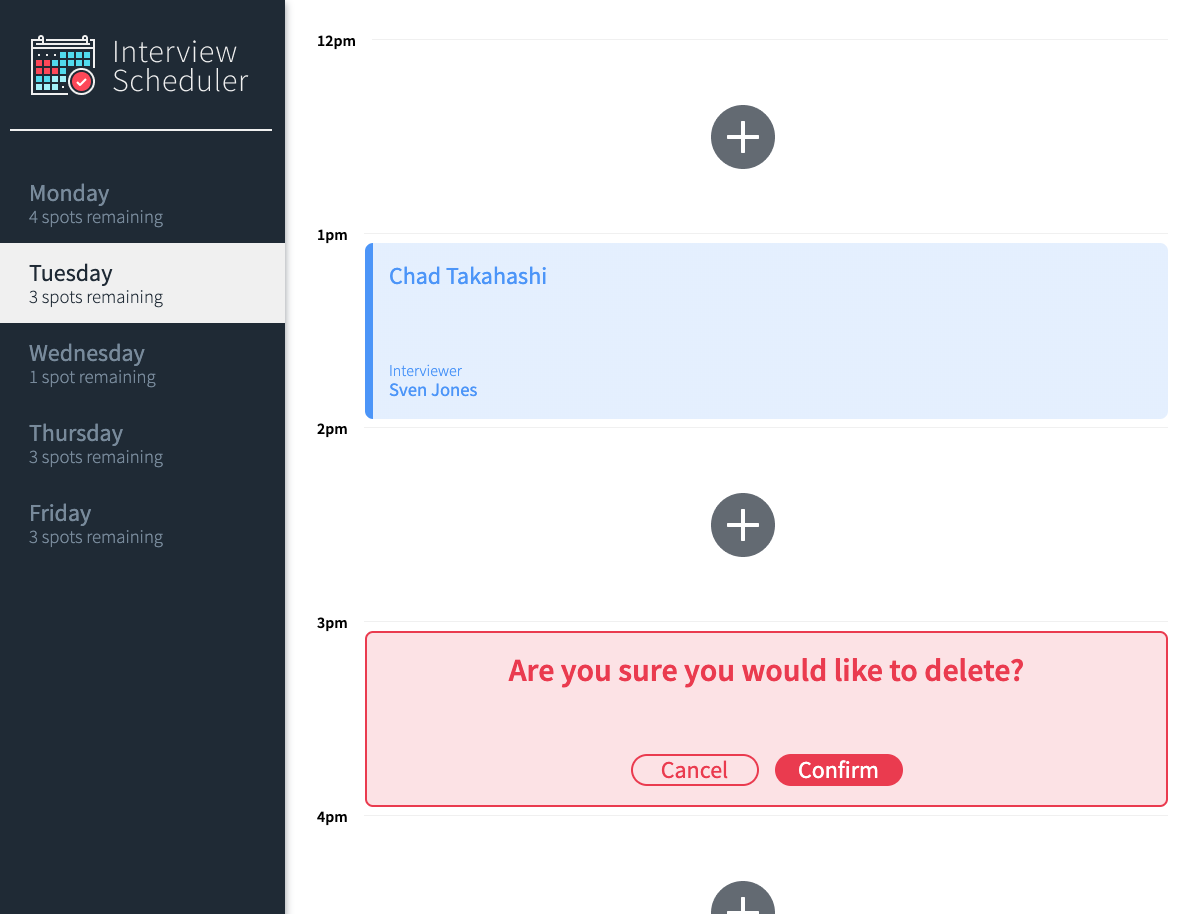 Interview
Scheduler
Monday
4 spots remaining
Tuesday
3 spots remaining
Wednesday
1 spot remaining
Thursday
3 spots remaining
Friday
3 spots remaining
12pm
1pm
Chad Takahashi
Interviewer
Sven Jones
2pm
3pm
Are you sure you would like to delete?
Cancel Confirm
4pm